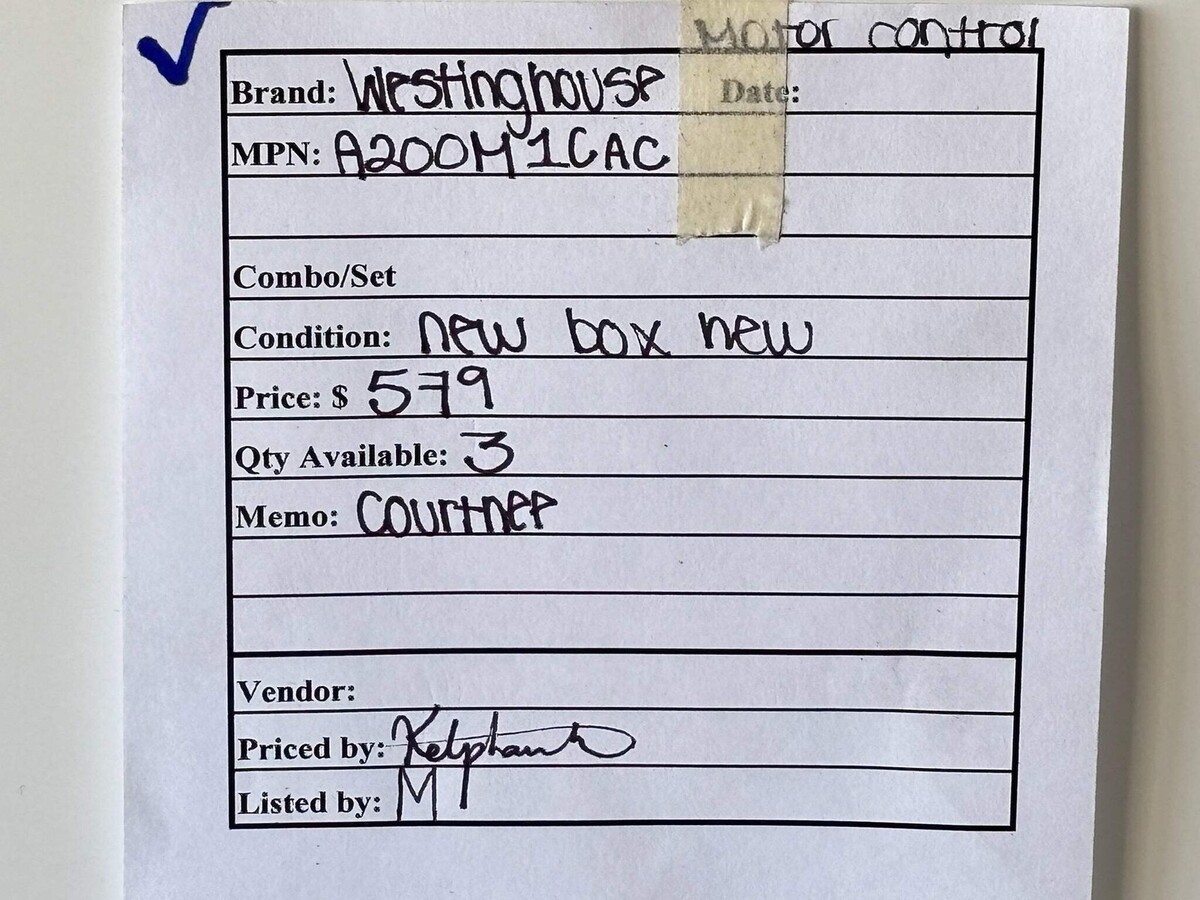 Motor control
Brand: Westinghouse Date:
MPN: A200M1CAC
Combo/Set
Condition: new box new
Price: $ 579
Qty Available: 3
Memo: Courtnee
Vendor:
Priced by:
Listed by: M